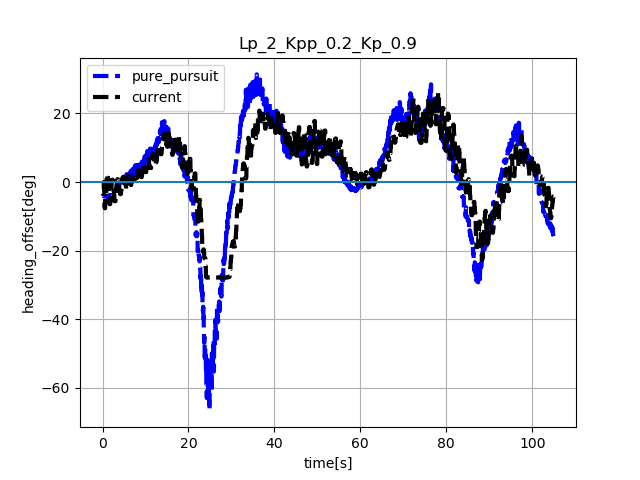 Lp_2_Kpp_0.2_Kp_0.9
pure_pursuit
current
heading_offset[deg]
20
0
−20
−40
−60
0 20 40 60 80 100
time[s]